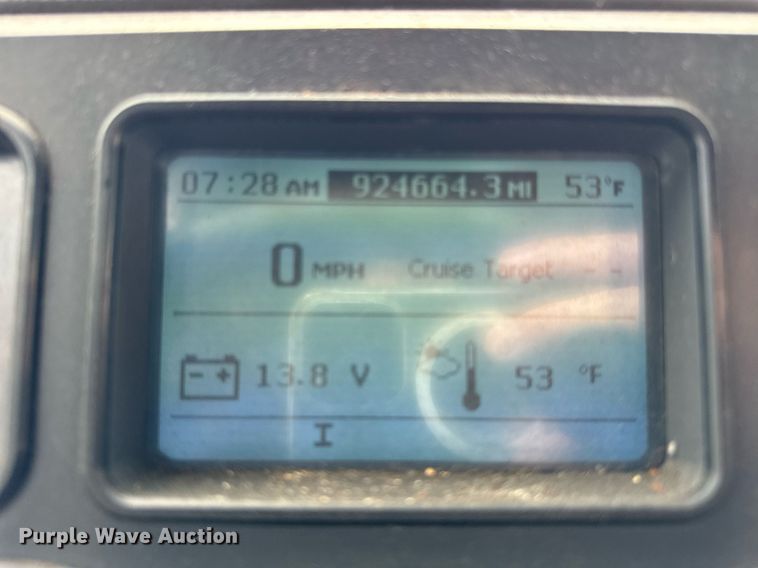 07:28 AM 924664.3 MI 53°F
0 MPH Cruise Target - -
- + 13.8 V 53 °F
I
Purple Wave Auction